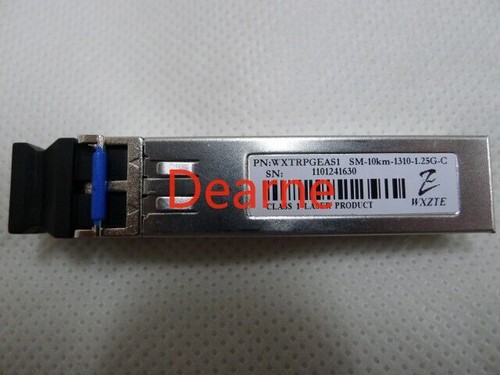 PN:WXTRPGEAS1 SM-10km-1310-1.25G-C
SN: 1101241630
Dearne
CLASS 1 LASER PRODUCT
WXZTE